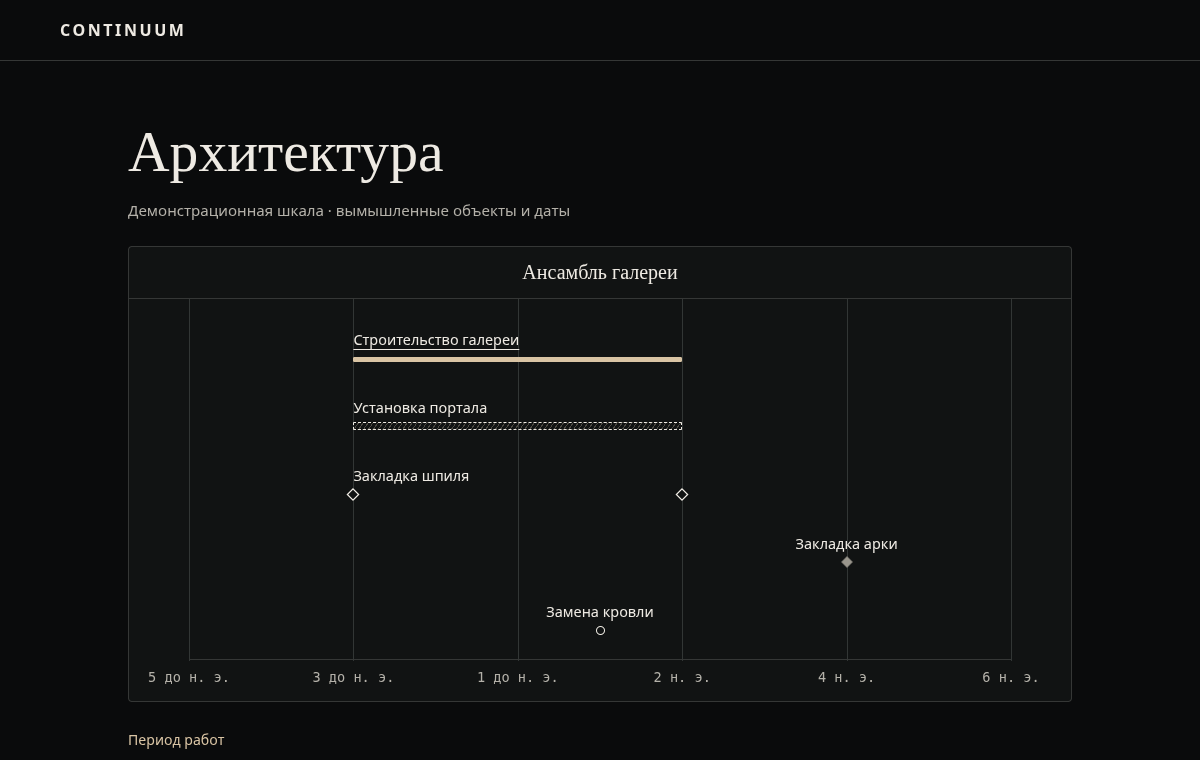 CONTINUUM
Архитектура
Демонстрационная шкала · вымышленные объекты и даты
Ансамбль галереи
Строительство галереи
Установка портала
Закладка шпиля
Закладка арки
Замена кровли
5 до н. э. 3 до н. э. 1 до н. э. 2 н. э. 4 н. э. 6 н. э.
Период работ